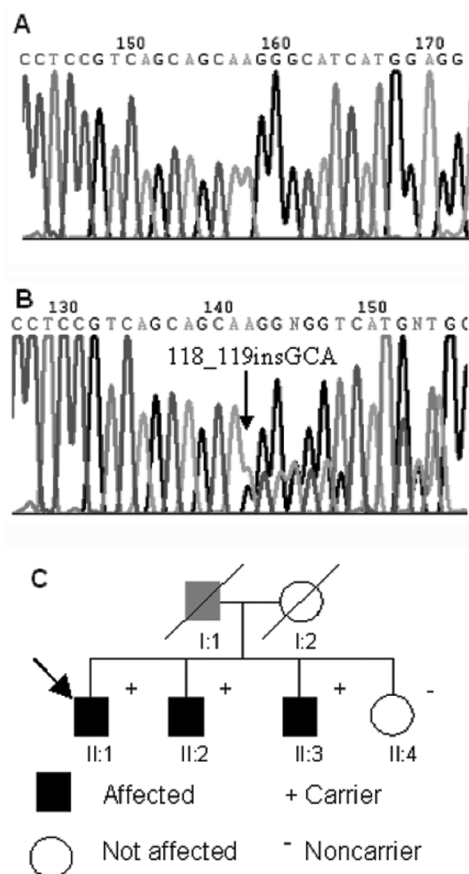 A
150 160 170
CCTCCGTCAGCAGCAAGGGCATCATGGAGG
B
130 140 150
CCTCCGTCAGCAGCAAGGNGGTCATGNTGC
118_119insGCA
C
I:1 I:2
+ + + -
II:1 II:2 II:3 II:4
Affected + Carrier
Not affected - Noncarrier